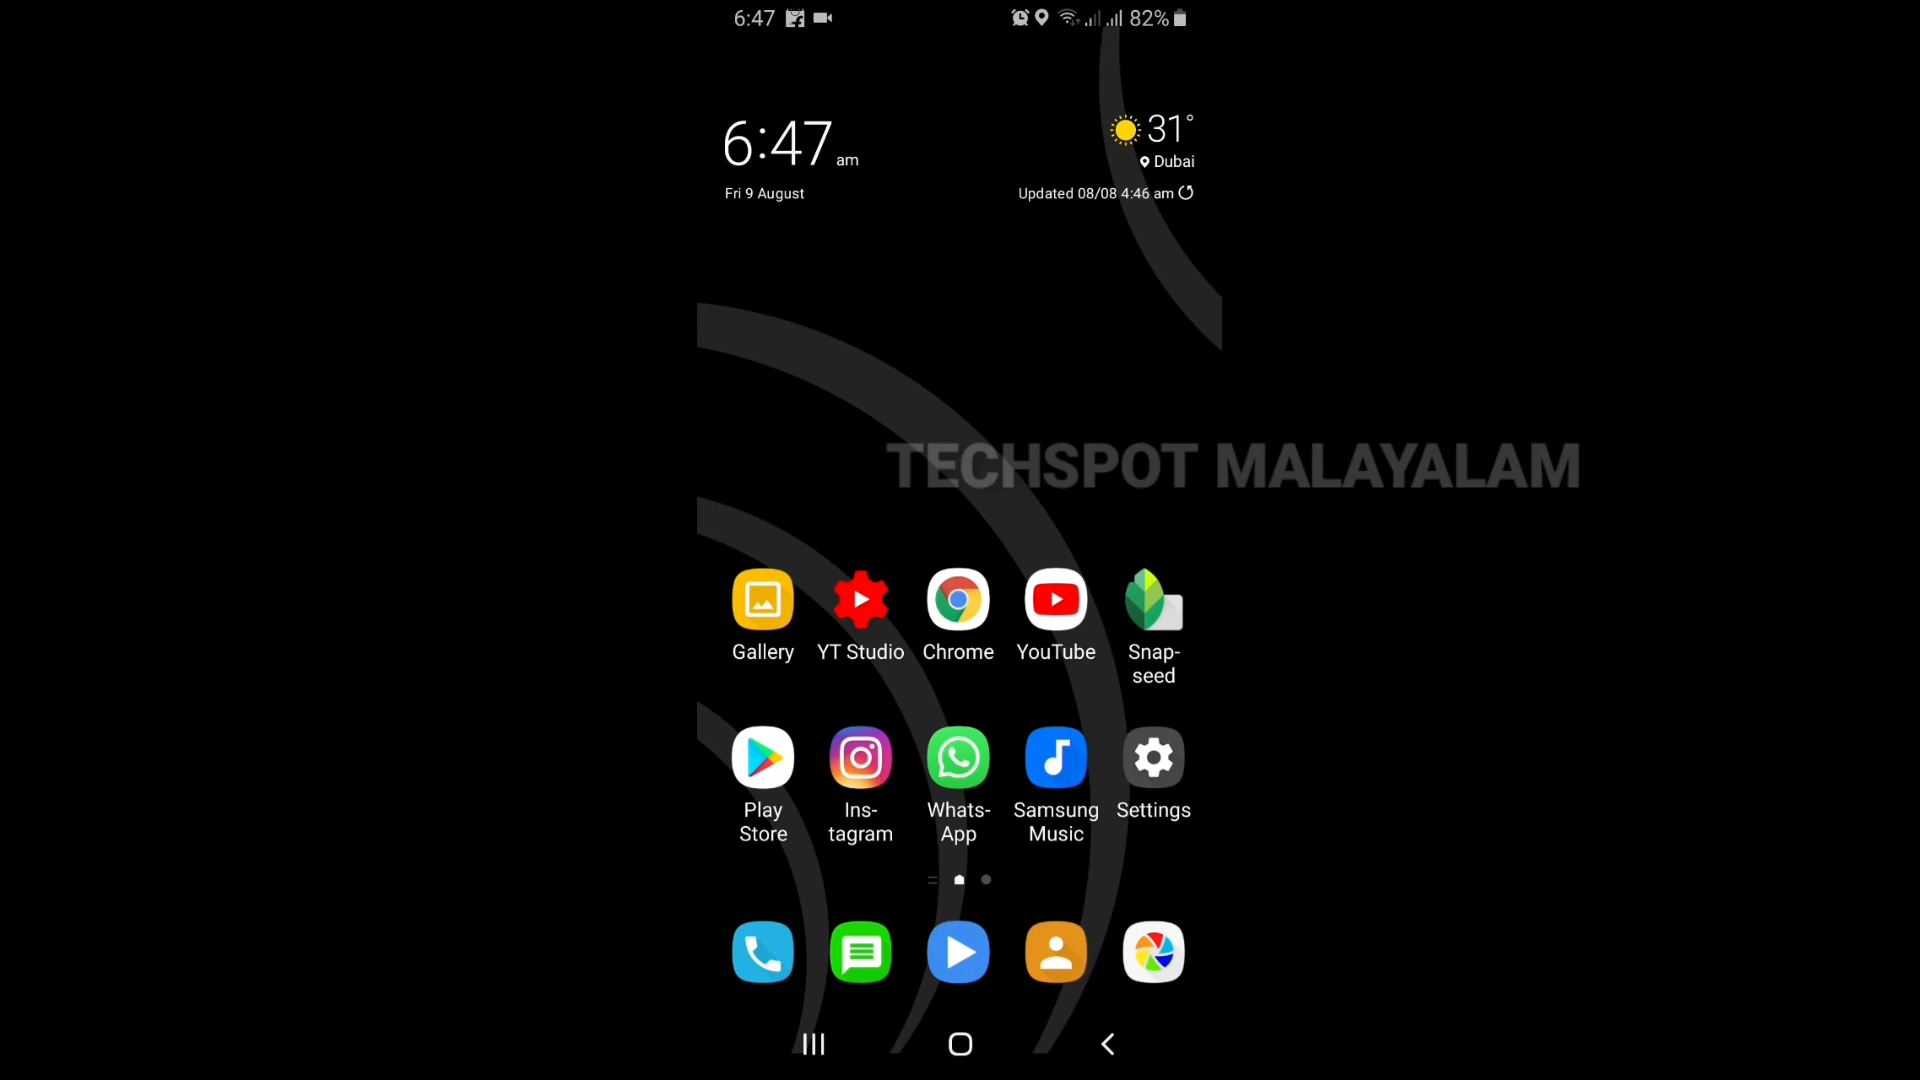 6:47
82%
6:47 am
31°
Dubai
Fri 9 August
Updated 08/08 4:46 am
TECHSPOT MALAYALAM
Gallery
YT Studio
Chrome
YouTube
Snap-
seed
Play
Store
Ins-
tagram
Whats-
App
Samsung
Music
Settings